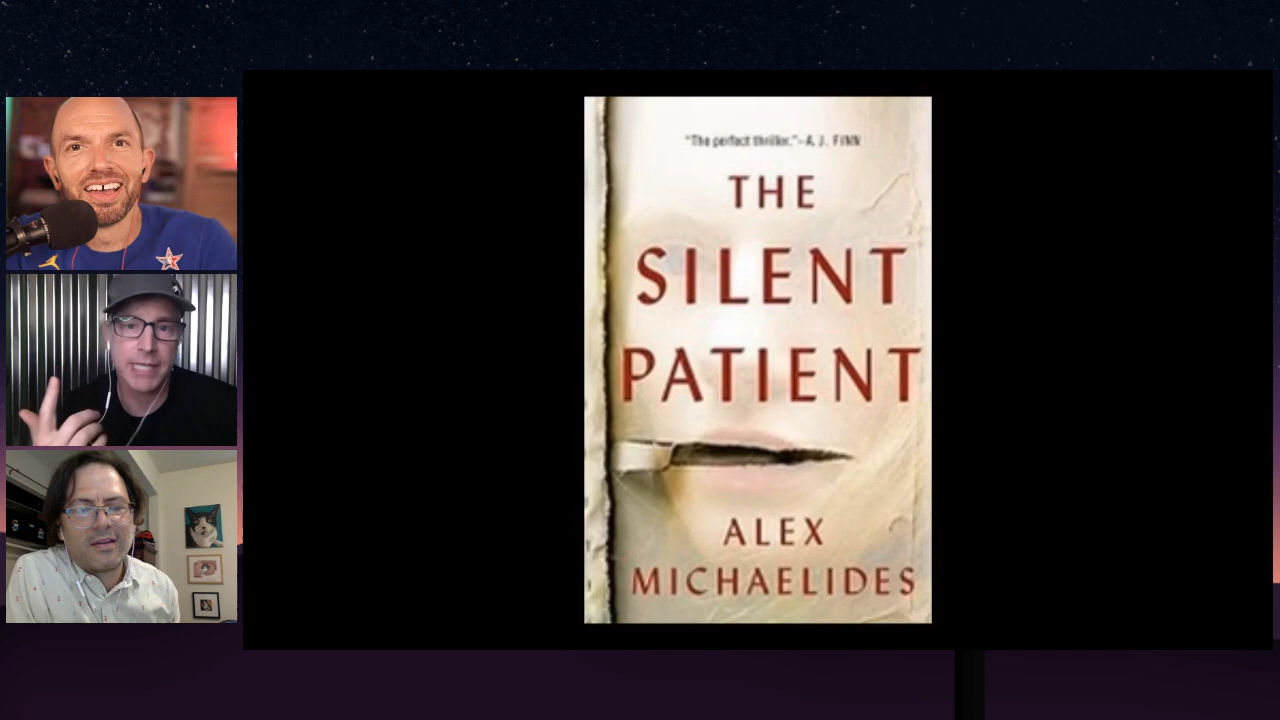 "The perfect thriller."—A. J. FINN
THE
SILENT
PATIENT
ALEX
MICHAELIDES